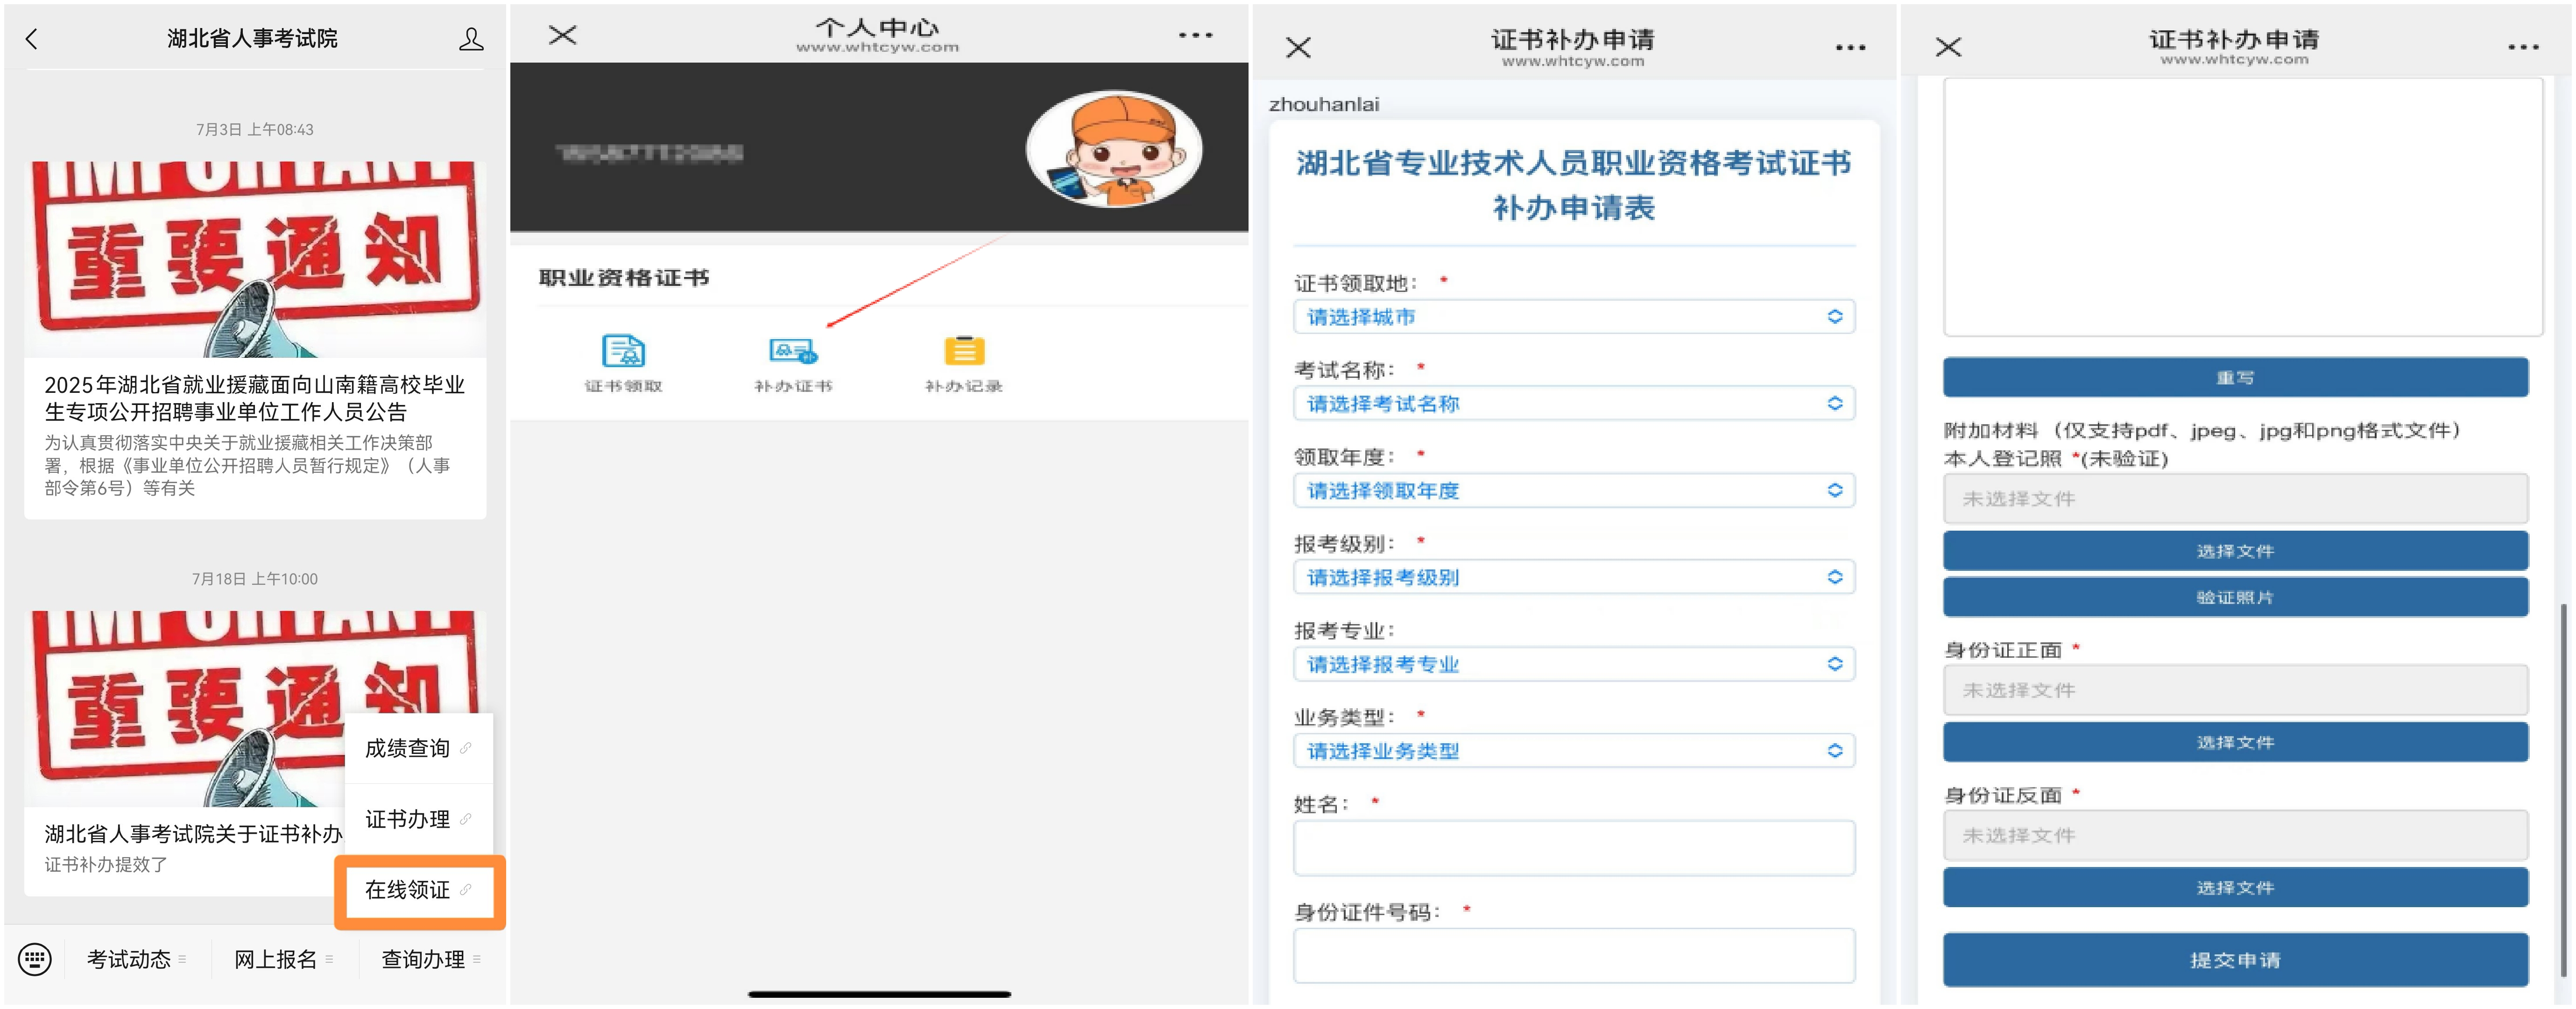 湖北省人事考试院
7月3日 上午08:43
重要通知
2025年湖北省就业援藏面向山南籍高校毕业
生专项公开招聘事业单位工作人员公告
为认真贯彻落实中央关于就业援藏相关工作决策部
署，根据《事业单位公开招聘人员暂行规定》（人事
部令第6号）等有关
7月18日 上午10:00
重要通知
湖北省人事考试院关于证书补办
证书补办提效了
成绩查询
证书办理
在线领证
考试动态
网上报名
查询办理
个人中心
www.whtcyw.com
职业资格证书
证书领取
补办证书
补办记录
证书补办申请
www.whtcyw.com
zhouhanlai
湖北省专业技术人员职业资格考试证书
补办申请表
证书领取地： *
请选择城市
考试名称： *
请选择考试名称
领取年度： *
请选择领取年度
报考级别： *
请选择报考级别
报考专业：
请选择报考专业
业务类型： *
请选择业务类型
姓名： *
身份证件号码： *
证书补办申请
www.whtcyw.com
重写
附加材料（仅支持pdf、jpeg、jpg和png格式文件）
本人登记照 *(未验证)
未选择文件
选择文件
验证照片
身份证正面 *
未选择文件
选择文件
身份证反面 *
未选择文件
选择文件
提交申请